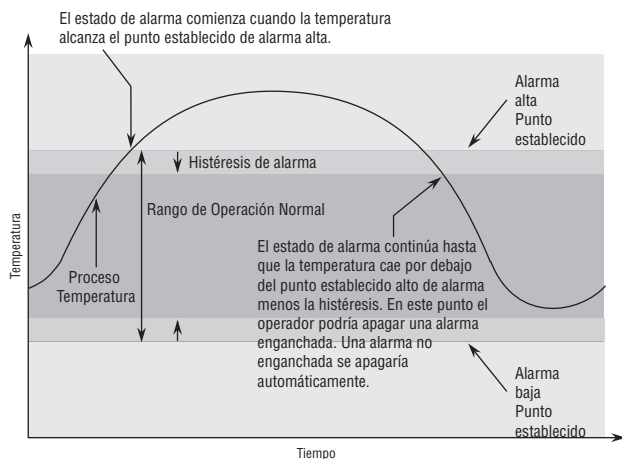 El estado de alarma comienza cuando la temperatura
alcanza el punto establecido de alarma alta.
Alarma
alta
Punto
establecido
Histéresis de alarma
Rango de Operación Normal
Temperatura
Proceso
Temperatura
El estado de alarma continúa hasta
que la temperatura cae por debajo
del punto establecido alto de alarma
menos la histéresis. En este punto el
operador podría apagar una alarma
enganchada. Una alarma no
enganchada se apagaría
automáticamente.
Alarma
baja
Punto
establecido
Tiempo